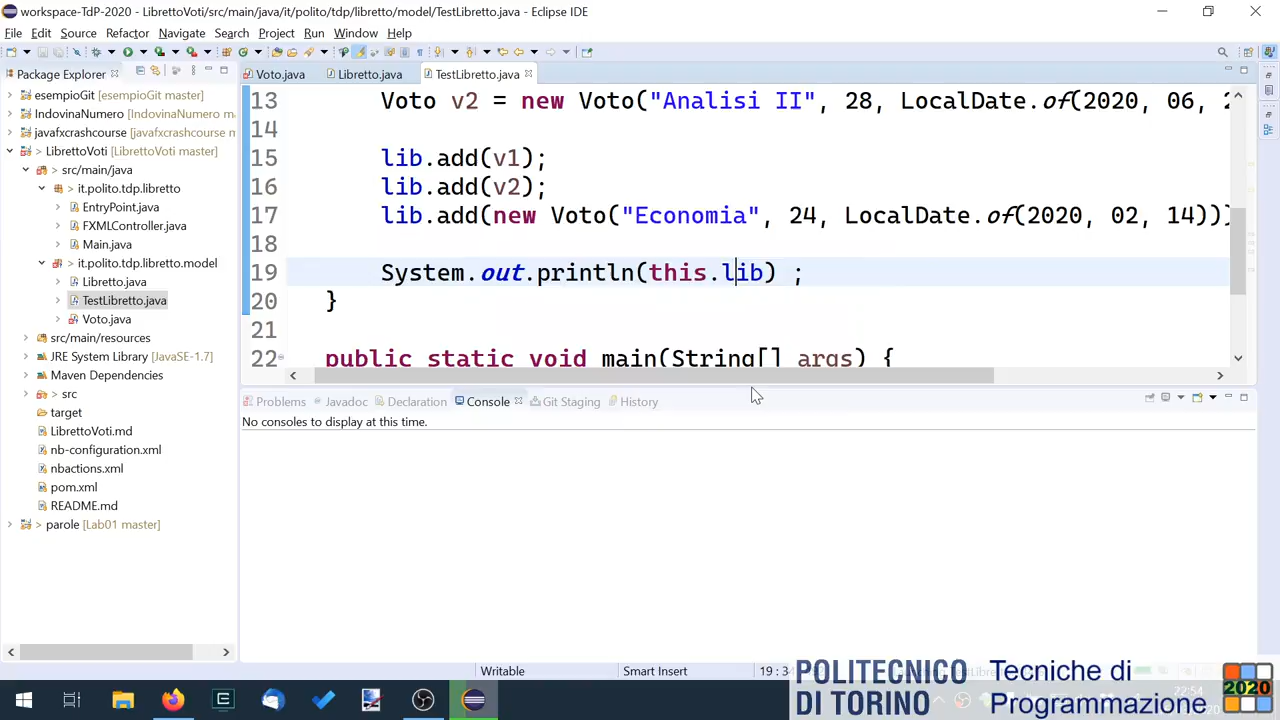 workspace-TdP-2020 - LibrettoVoti/src/main/java/it/polito/tdp/libretto/model/TestLibretto.java - Eclipse IDE
File Edit Source Refactor Navigate Search Project Run Window Help
Package Explorer
Voto.java Libretto.java TestLibretto.java
> esempioGit [esempioGit master]
> IndovinaNumero [IndovinaNumero ma
> javafxcrashcourse [javafxcrashcourse m
> LibrettoVoti [LibrettoVoti master]
> src/main/java
> it.polito.tdp.libretto
> EntryPoint.java
> FXMLController.java
> Main.java
> it.polito.tdp.libretto.model
> Libretto.java
> TestLibretto.java
> Voto.java
src/main/resources
JRE System Library [JavaSE-1.7]
Maven Dependencies
> src
target
LibrettoVoti.md
nb-configuration.xml
nbactions.xml
pom.xml
README.md
> parole [Lab01 master]
13 Voto v2 = new Voto("Analisi II", 28, LocalDate.of(2020, 06, 2
14
15 lib.add(v1);
16 lib.add(v2);
17 lib.add(new Voto("Economia", 24, LocalDate.of(2020, 02, 14)))
18
19 System.out.println(this.lib) ;
20 }
21
22 public static void main(String[] args) {
Problems Javadoc Declaration Console Git Staging History
No consoles to display at this time.
Writable Smart Insert 19 : 34
POLITECNICO
DI TORINO
Tecniche di
Programmazione
2020
22:54